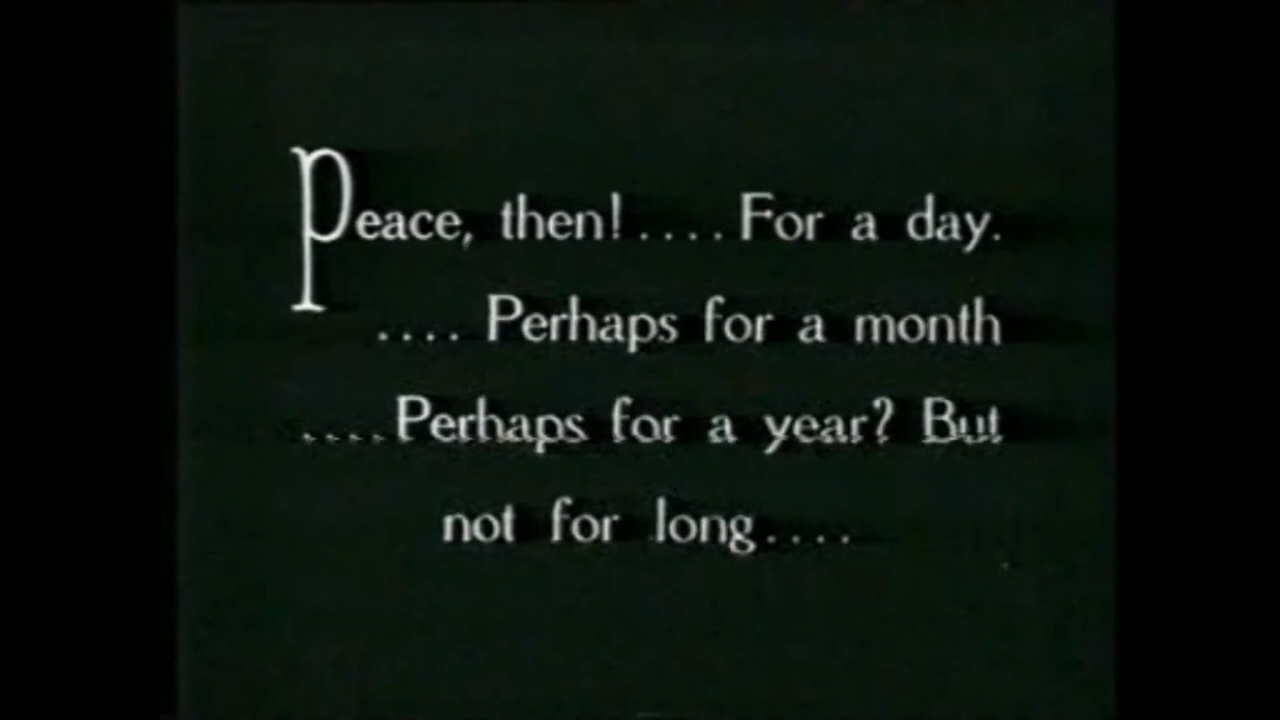 Peace, then!....For a day.
....Perhaps for a month
....Perhaps for a year? But
not for long....